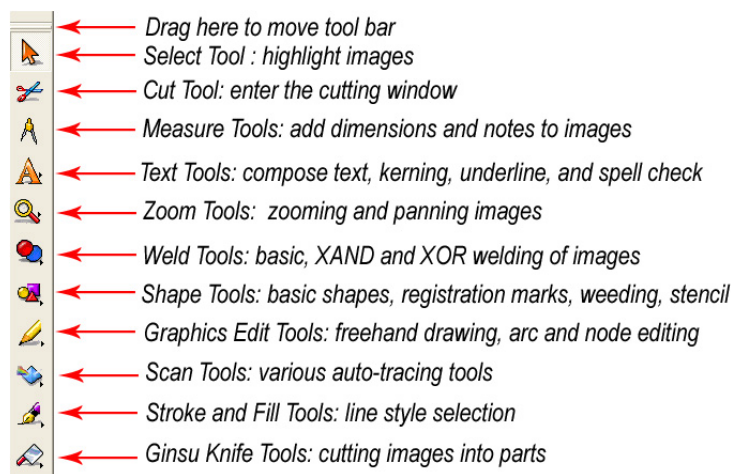 Drag here to move tool bar
Select Tool : highlight images
Cut Tool: enter the cutting window
Measure Tools: add dimensions and notes to images
Text Tools: compose text, kerning, underline, and spell check
Zoom Tools: zooming and panning images
Weld Tools: basic, XAND and XOR welding of images
Shape Tools: basic shapes, registration marks, weeding, stencil
Graphics Edit Tools: freehand drawing, arc and node editing
Scan Tools: various auto-tracing tools
Stroke and Fill Tools: line style selection
Ginsu Knife Tools: cutting images into parts